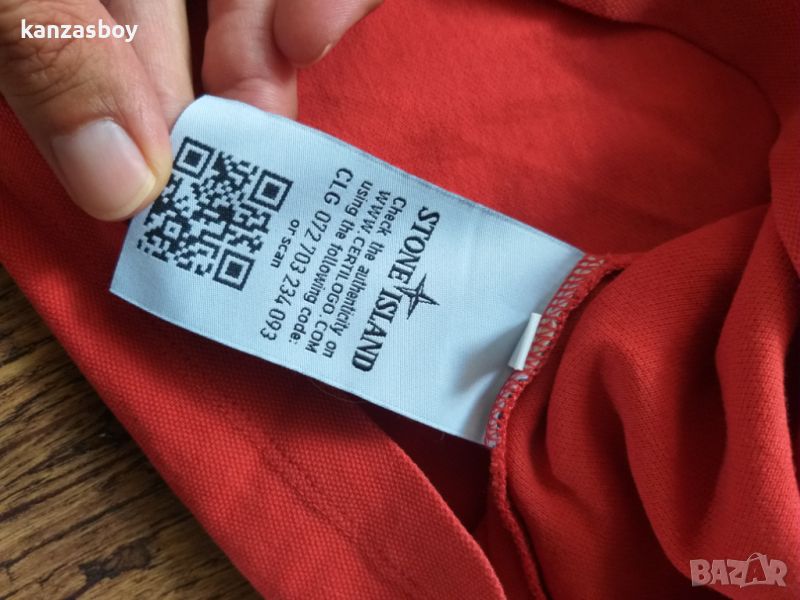 kanzasboy
STONE ISLAND
Check the authenticity on
WWW.CERTILOGO.COM
using the following code:
CLG 072 703 234 093
or scan
BAZAR